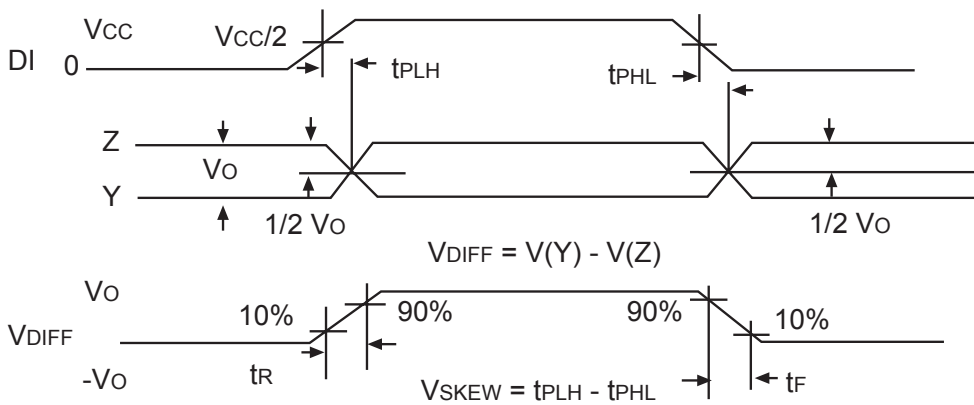 VCC
VCC/2
DI
0
tPLH
tPHL
Z
VO
Y
1/2 VO
1/2 VO
VDIFF = V(Y) - V(Z)
VO
10%
90%
90%
10%
VDIFF
-VO
tR
VSKEW = tPLH - tPHL
tF